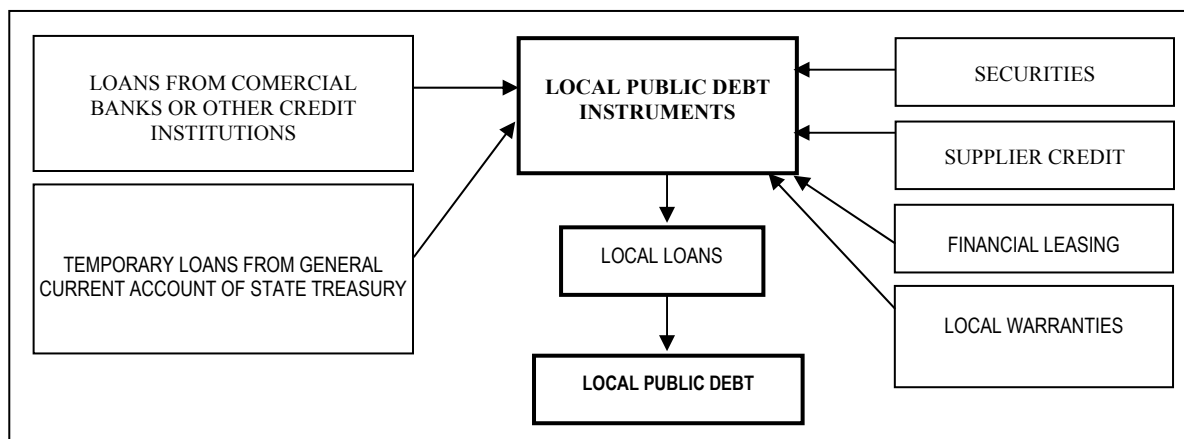 LOANS FROM COMERCIAL
BANKS OR OTHER CREDIT
INSTITUTIONS
TEMPORARY LOANS FROM GENERAL
CURRENT ACCOUNT OF STATE TREASURY
LOCAL PUBLIC DEBT
INSTRUMENTS
LOCAL LOANS
LOCAL PUBLIC DEBT
SECURITIES
SUPPLIER CREDIT
FINANCIAL LEASING
LOCAL WARRANTIES